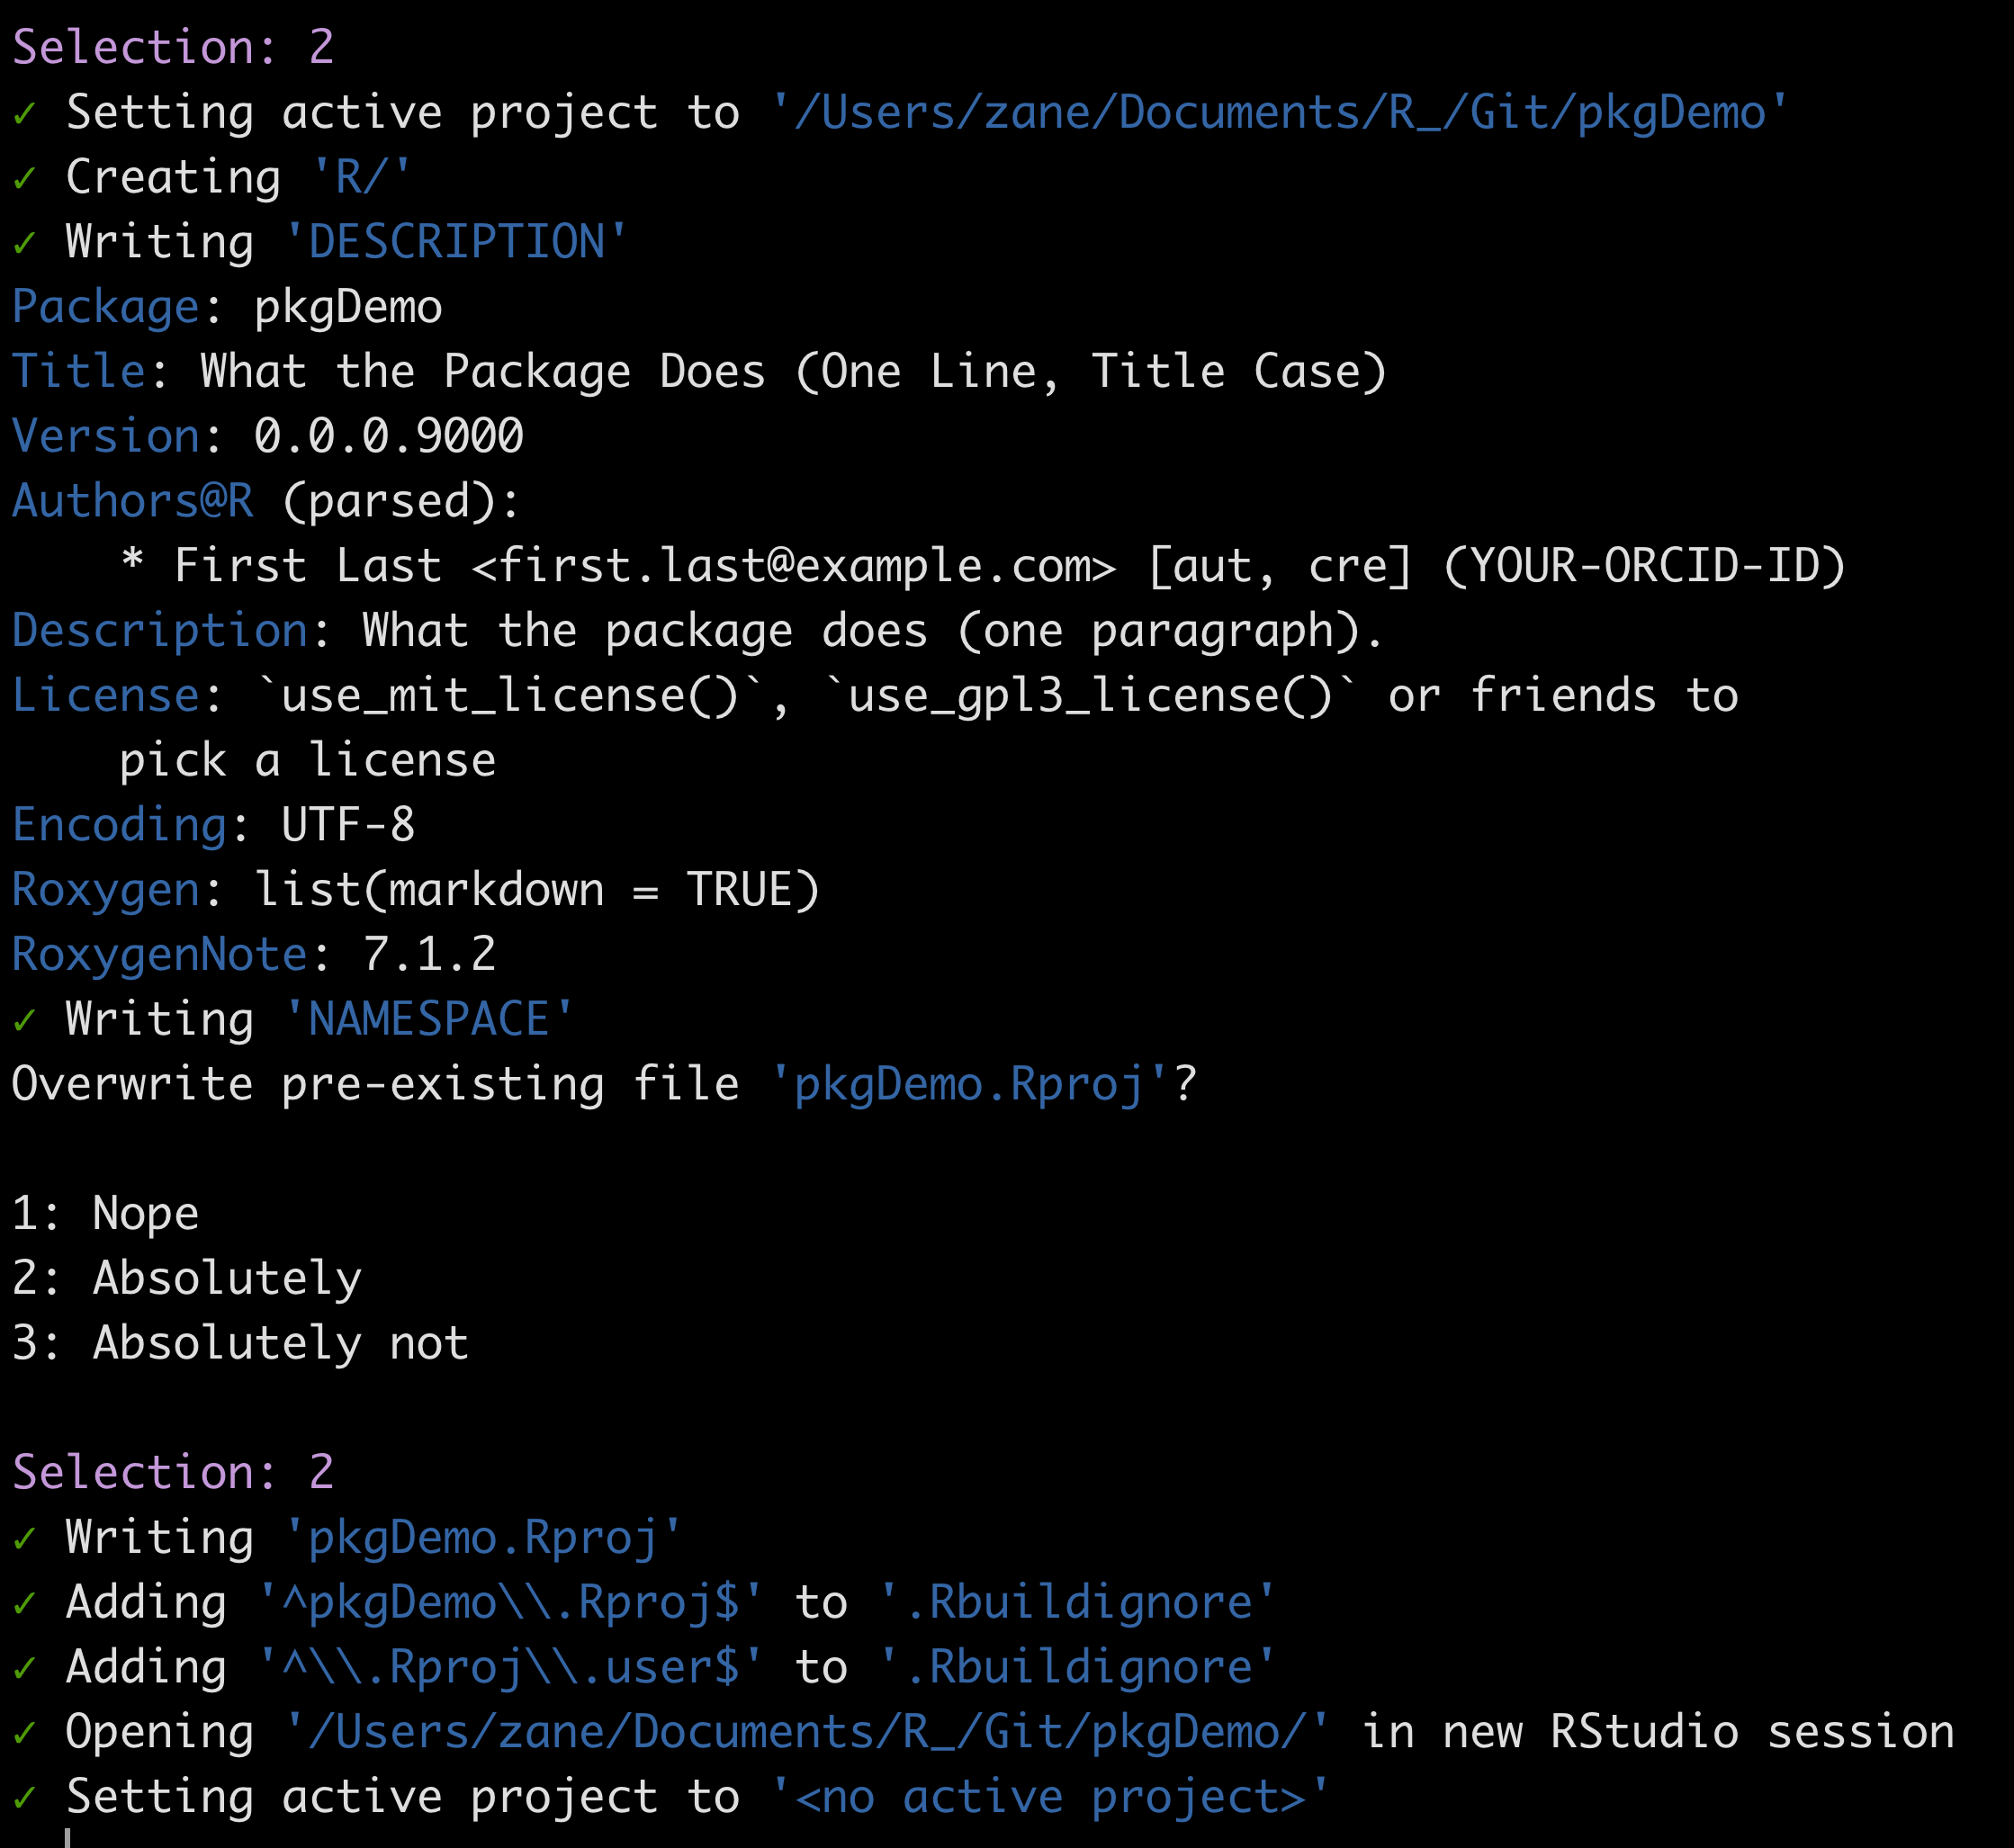 Selection: 2
✓ Setting active project to '/Users/zane/Documents/R_/Git/pkgDemo'
✓ Creating 'R/'
✓ Writing 'DESCRIPTION'
Package: pkgDemo
Title: What the Package Does (One Line, Title Case)
Version: 0.0.0.9000
Authors@R (parsed):
    * First Last <first.last@example.com> [aut, cre] (YOUR-ORCID-ID)
Description: What the package does (one paragraph).
License: `use_mit_license()`, `use_gpl3_license()` or friends to
    pick a license
Encoding: UTF-8
Roxygen: list(markdown = TRUE)
RoxygenNote: 7.1.2
✓ Writing 'NAMESPACE'
Overwrite pre-existing file 'pkgDemo.Rproj'?
1: Nope
2: Absolutely
3: Absolutely not
Selection: 2
✓ Writing 'pkgDemo.Rproj'
✓ Adding '^pkgDemo\\.Rproj$' to '.Rbuildignore'
✓ Adding '^\\.Rproj\\.user$' to '.Rbuildignore'
✓ Opening '/Users/zane/Documents/R_/Git/pkgDemo/' in new RStudio session
✓ Setting active project to '<no active project>'